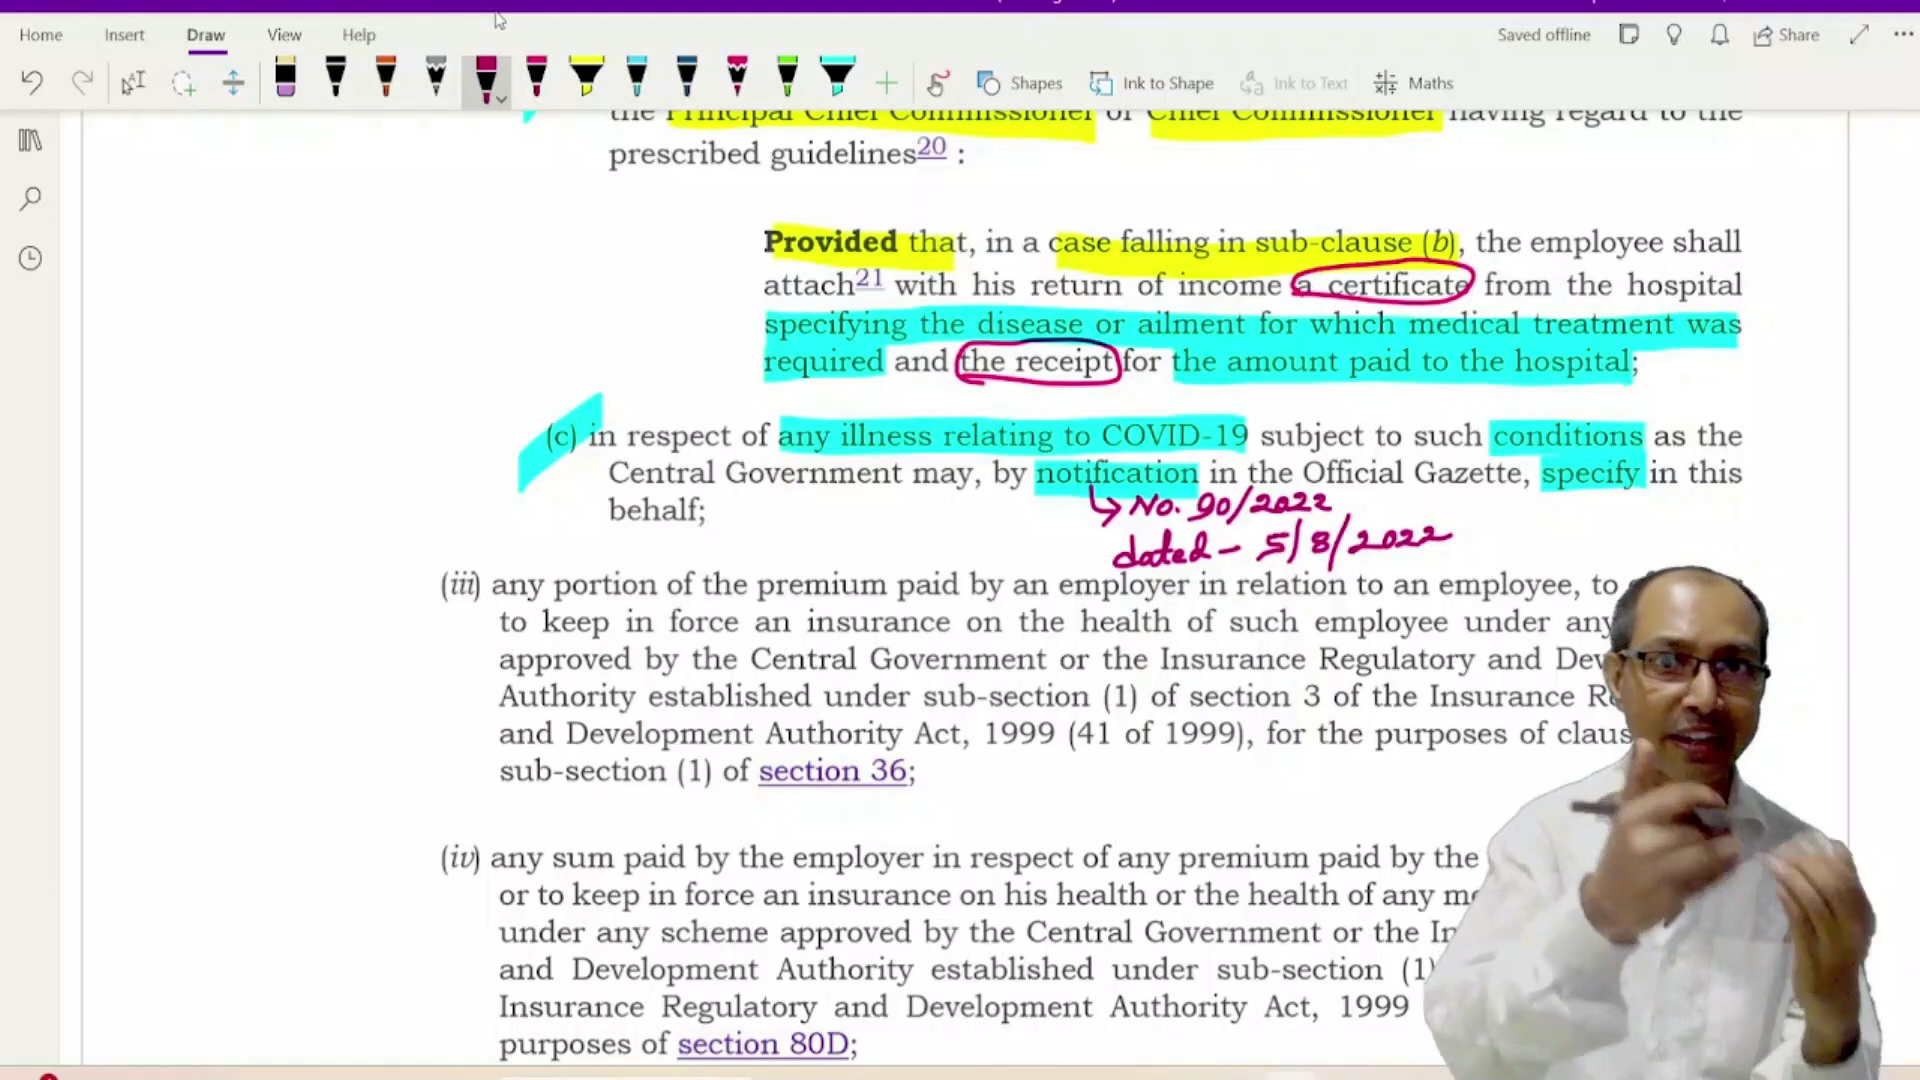 Home Insert Draw View Help Saved offline Share
Shapes Ink to Shape Ink to Text Maths
the Principal Chief Commissioner or Chief Commissioner having regard to the
prescribed guidelines20 :
Provided that, in a case falling in sub-clause (b), the employee shall
attach21 with his return of income a certificate from the hospital
specifying the disease or ailment for which medical treatment was
required and the receipt for the amount paid to the hospital;
(c) in respect of any illness relating to COVID-19 subject to such conditions as the
Central Government may, by notification in the Official Gazette, specify in this
behalf;
↳ No. 90/2022
dated - 5/8/2022
(iii) any portion of the premium paid by an employer in relation to an employee, to
to keep in force an insurance on the health of such employee under any
approved by the Central Government or the Insurance Regulatory and Dev
Authority established under sub-section (1) of section 3 of the Insurance R
and Development Authority Act, 1999 (41 of 1999), for the purposes of claus
sub-section (1) of section 36;
(iv) any sum paid by the employer in respect of any premium paid by the
or to keep in force an insurance on his health or the health of any m
under any scheme approved by the Central Government or the In
and Development Authority established under sub-section (1)
Insurance Regulatory and Development Authority Act, 1999
purposes of section 80D;